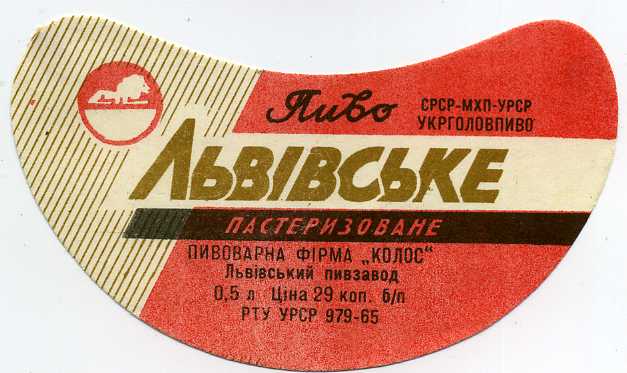 Пиво
СРСР-МХП-УРСР
УКРГОЛОВПИВО
ЛЬВІВСЬКЕ
ПАСТЕРИЗОВАНЕ
ПИВОВАРНА ФІРМА „КОЛОС“
Львівський пивзавод
0,5 л Ціна 29 коп. б/п
РТУ УРСР 979-65